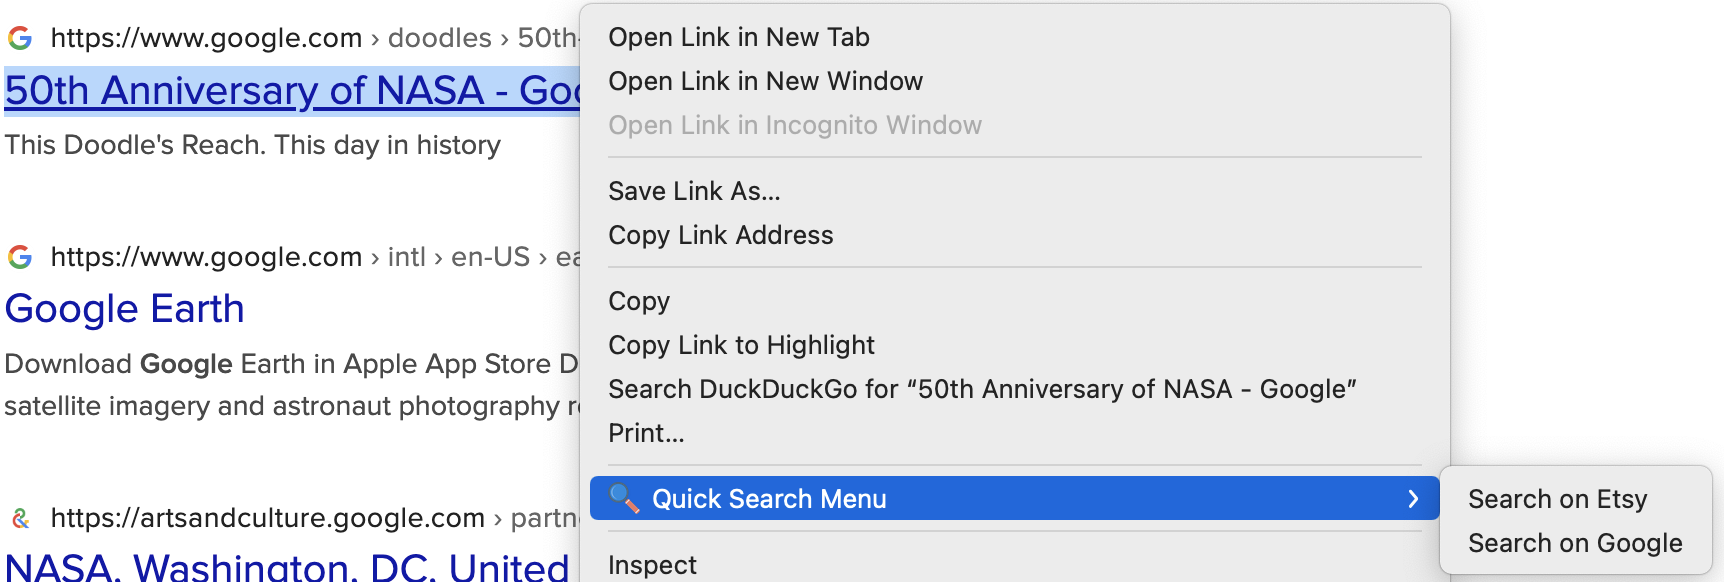 https://www.google.com › doodles › 50th-
50th Anniversary of NASA - Goo
This Doodle's Reach. This day in history
https://www.google.com › intl › en-US › ea
Google Earth
Download Google Earth in Apple App Store D
satellite imagery and astronaut photography re
https://artsandculture.google.com › partne
NASA, Washington, DC, United
Open Link in New Tab
Open Link in New Window
Open Link in Incognito Window
Save Link As...
Copy Link Address
Copy
Copy Link to Highlight
Search DuckDuckGo for “50th Anniversary of NASA - Google”
Print...
Quick Search Menu
Inspect
Search on Etsy
Search on Google